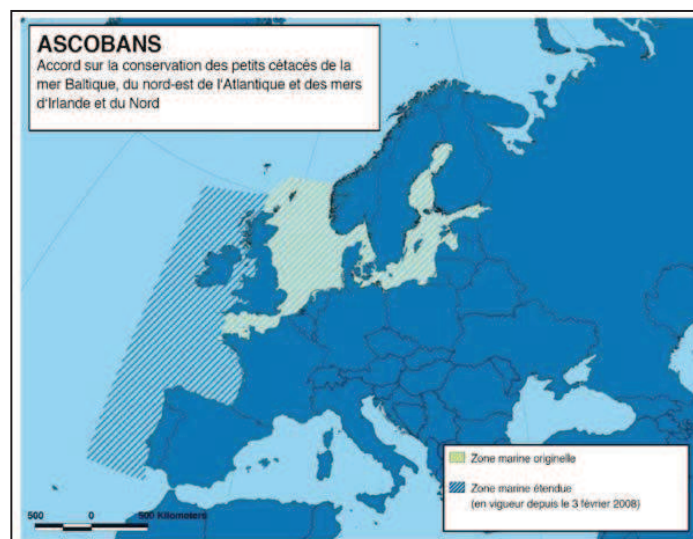 ASCOBANS
Accord sur la conservation des petits cétacés de la
mer Baltique, du nord-est de l'Atlantique et des mers
d'Irlande et du Nord
Zone marine originelle
Zone marine étendue
(en vigueur depuis le 3 février 2008)
500 0 500 Kilometers